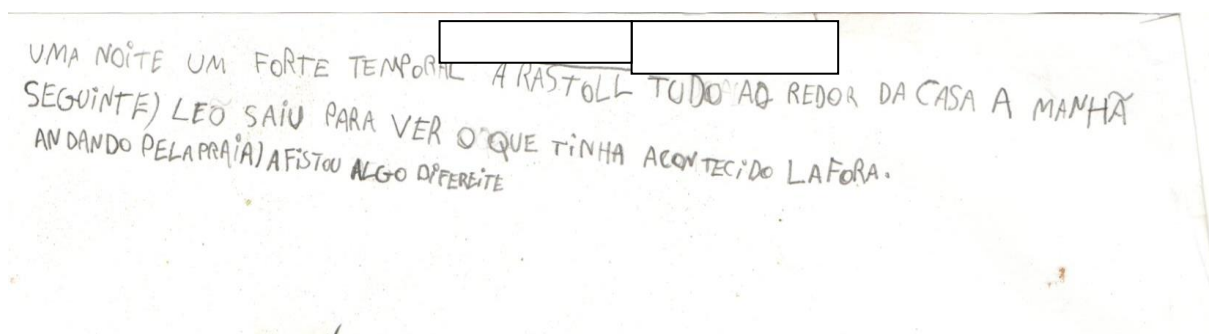 UMA NOITE UM FORTE TEMPORAL ARASTOLL TUDO AO REDOR DA CASA A MANHÃ
SEGUINTE) LEO SAIU PARA VER O QUE TINHA ACONTECIDO LAFORA.
ANDANDO PELAPRAIA) AFISTOU ALGO DIFEREITE